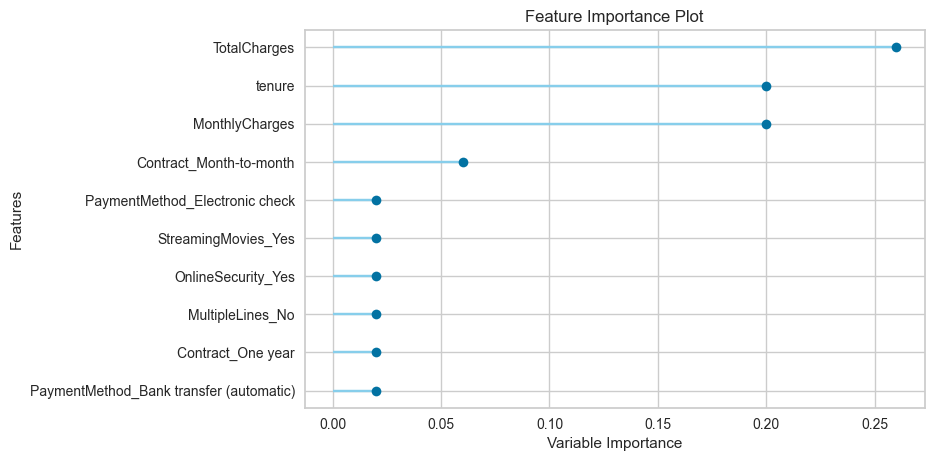 Feature Importance Plot
TotalCharges
tenure
MonthlyCharges
Contract_Month-to-month
PaymentMethod_Electronic check
StreamingMovies_Yes
OnlineSecurity_Yes
MultipleLines_No
Contract_One year
PaymentMethod_Bank transfer (automatic)
Features
0.00 0.05 0.10 0.15 0.20 0.25
Variable Importance